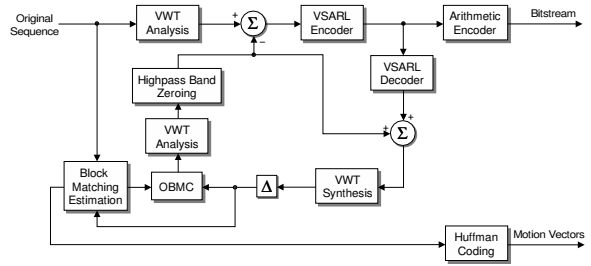 Original
Sequence
VWT
Analysis
+
Σ
−
VSARL
Encoder
Arithmetic
Encoder
Bitstream
Highpass Band
Zeroing
VSARL
Decoder
VWT
Analysis
+
+
Σ
Block
Matching
Estimation
OBMC
Δ
VWT
Synthesis
Huffman
Coding
Motion Vectors